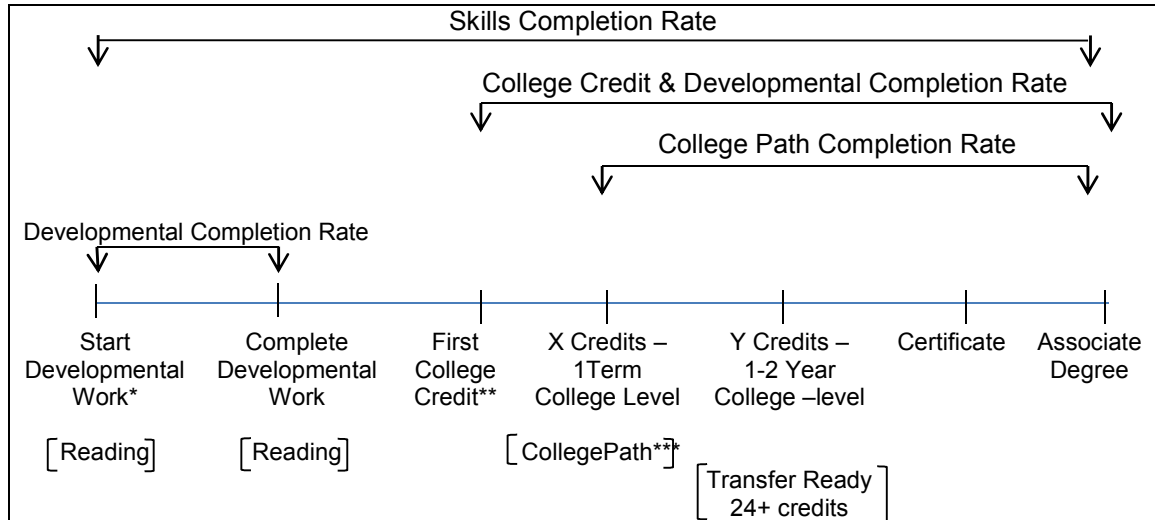 Skills Completion Rate
College Credit & Developmental Completion Rate
College Path Completion Rate
Developmental Completion Rate
Start
Developmental
Work*
[Reading]
Complete
Developmental
Work
[Reading]
First
College
Credit**
X Credits –
1Term
College Level
[CollegePath***]
Y Credits –
1-2 Year
College –level
[Transfer Ready
24+ credits]
Certificate
Associate
Degree